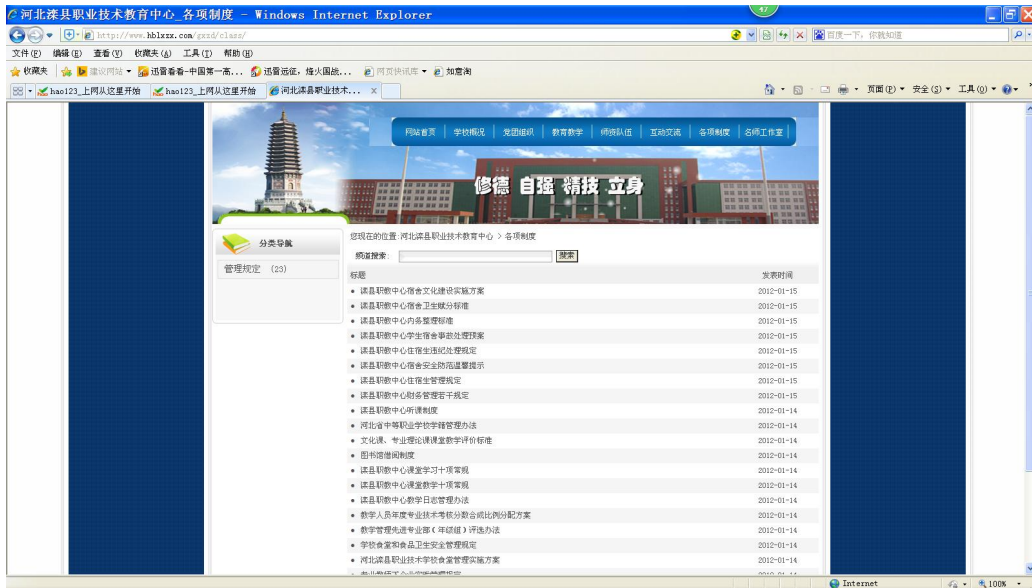 河北滦县职业技术教育中心_各项制度 - Windows Internet Explorer
47
http://www.hblxzx.com/gxzd/class/
百度一下，你就知道
文件(F) 编辑(E) 查看(V) 收藏夹(A) 工具(T) 帮助(H)
收藏夹 建议网站 迅雷看看-中国第一高... 迅雷远征，烽火国战... 网页快讯库 如意淘
hao123_上网从这里开始 hao123_上网从这里开始 河北滦县职业技术... x
页面(P) 安全(S) 工具(O)
网站首页 | 学校概况 | 党团组织 | 教育教学 | 师资队伍 | 互动交流 | 各项制度 | 名师工作室 |
修德 自强 精技 立身
分类导航
管理规定 (23)
您现在的位置:河北滦县职业技术教育中心 > 各项制度
频道搜索: 搜索
标题 发表时间
滦县职教中心宿舍文化建设实施方案 2012-01-15
滦县职教中心宿舍卫生赋分标准 2012-01-15
滦县职教中心内务整理标准 2012-01-15
滦县职教中心学生宿舍事故处理预案 2012-01-15
滦县职教中心住宿生违纪处理规定 2012-01-15
滦县职教中心宿舍安全防范温馨提示 2012-01-15
滦县职教中心住宿生管理规定 2012-01-15
滦县职教中心财务管理若干规定 2012-01-15
滦县职教中心听课制度 2012-01-14
河北省中等职业学校学籍管理办法 2012-01-14
文化课、专业理论课课堂教学评价标准 2012-01-14
图书馆借阅制度 2012-01-14
滦县职教中心课堂学习十项常规 2012-01-14
滦县职教中心课堂教学十项常规 2012-01-14
滦县职教中心教学日志管理办法 2012-01-14
教学人员年度专业技术考核分数合成比例分配方案 2012-01-14
教学管理先进专业部(年级组)评选办法 2012-01-14
学校食堂和食品卫生安全管理规定 2012-01-14
河北滦县职业技术学校食堂管理实施方案 2012-01-14
Internet 100%